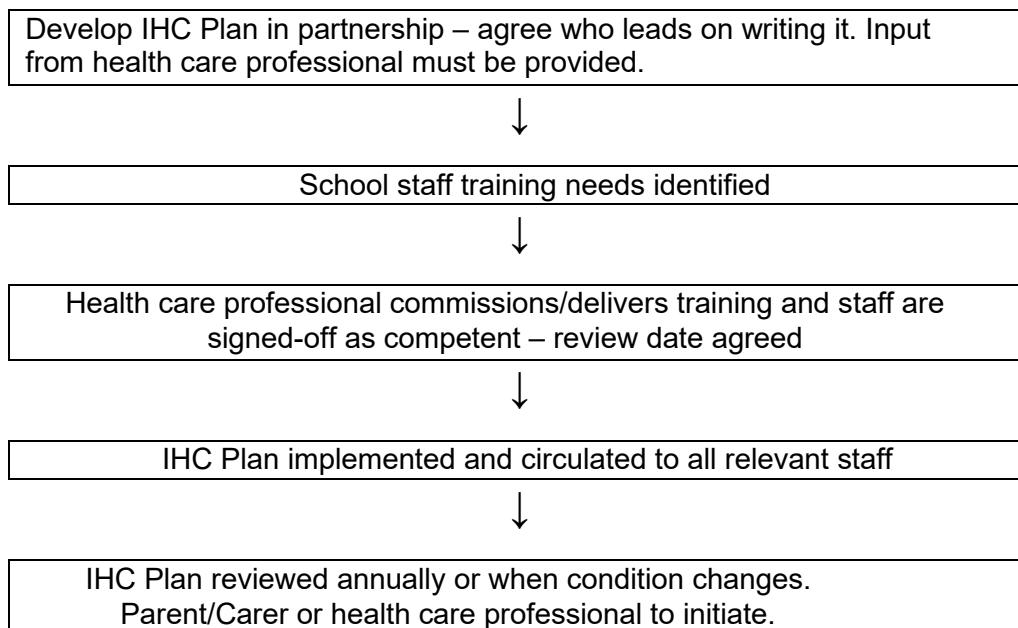 Develop IHC Plan in partnership – agree who leads on writing it. Input
from health care professional must be provided.
↓
School staff training needs identified
↓
Health care professional commissions/delivers training and staff are
signed-off as competent – review date agreed
↓
IHC Plan implemented and circulated to all relevant staff
↓
IHC Plan reviewed annually or when condition changes.
Parent/Carer or health care professional to initiate.